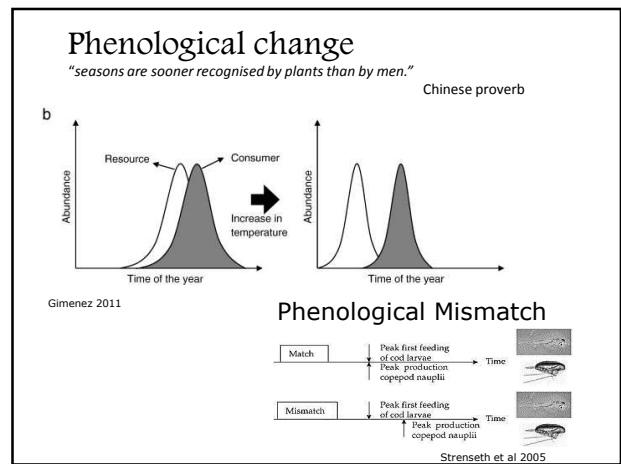 Phenological change
“seasons are sooner recognised by plants than by men.”
Chinese proverb
b
Resource
Consumer
Abundance
Time of the year
Increase in
temperature
Abundance
Time of the year
Gimenez 2011
Phenological Mismatch
Match
Peak first feeding
of cod larvae
Peak production
copepod nauplii
Time
Mismatch
Peak first feeding
of cod larvae
Peak production
copepod nauplii
Time
Strenseth et al 2005